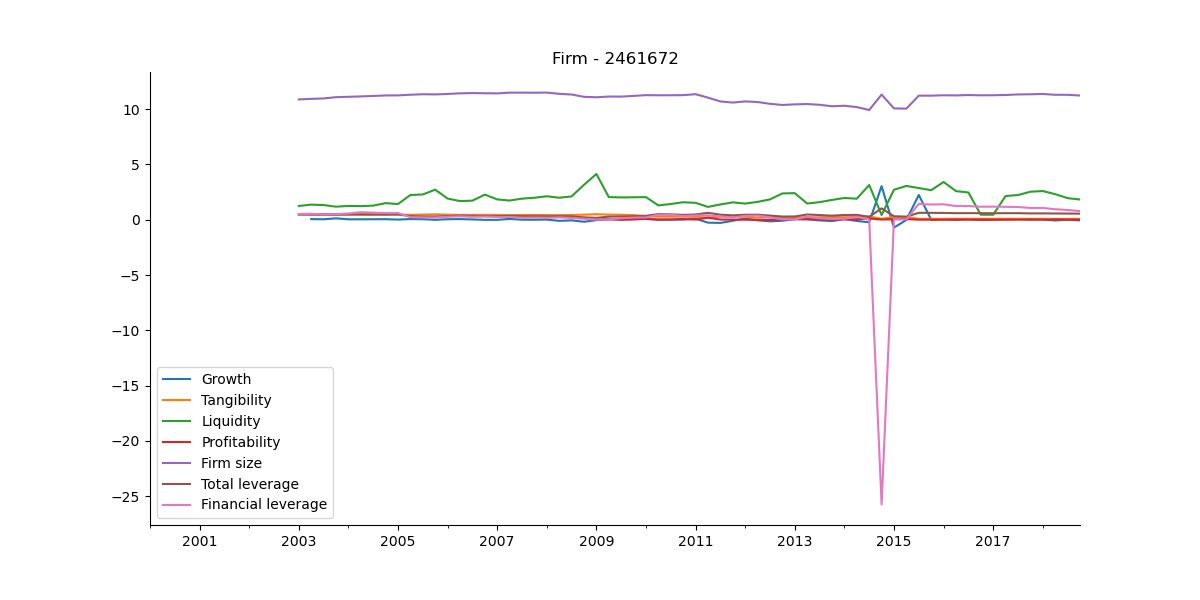 Firm - 2461672
10
5
0
−5
−10
−15
−20
−25
Growth
Tangibility
Liquidity
Profitability
Firm size
Total leverage
Financial leverage
2001 2003 2005 2007 2009 2011 2013 2015 2017